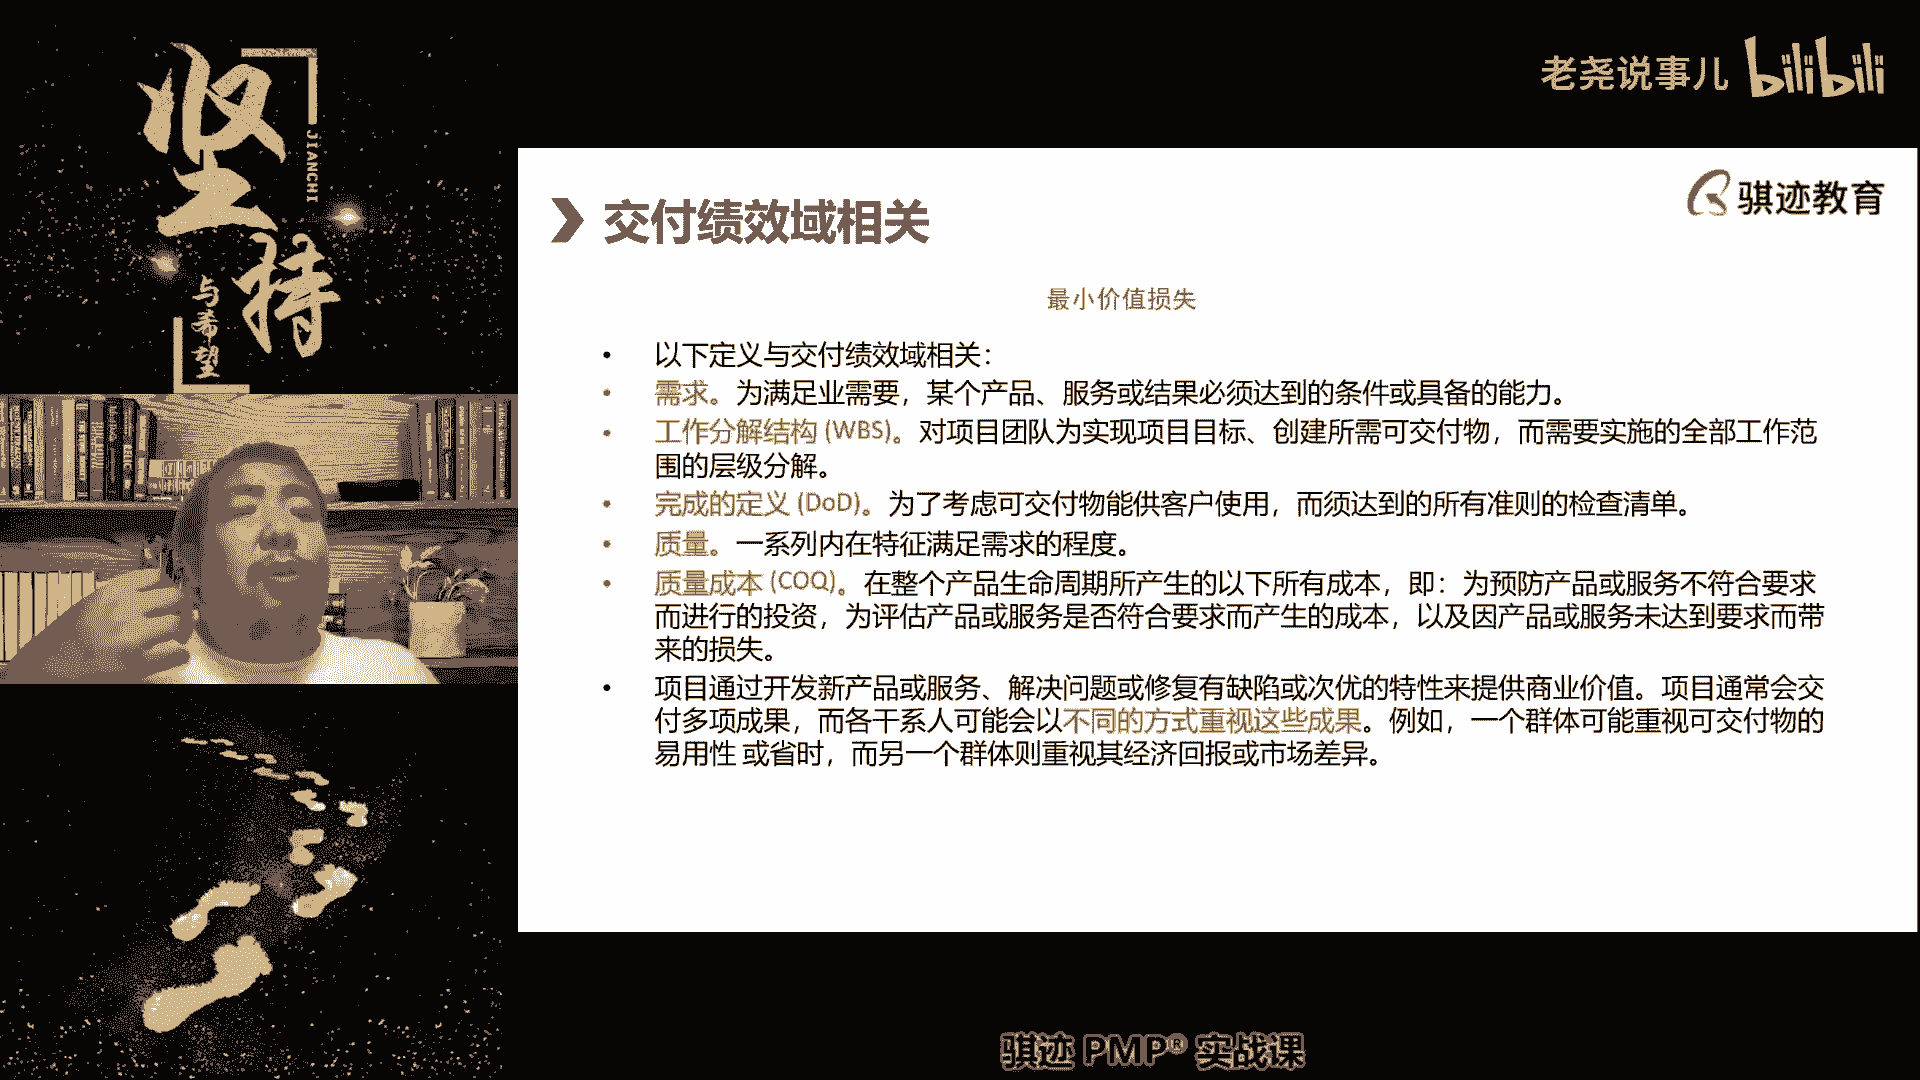 坚持
JIANCHI
与希望
老尧说事儿 bilibili
骐迹教育
交付绩效域相关
最小价值损失
• 以下定义与交付绩效域相关：
• 需求。为满足业需要，某个产品、服务或结果必须达到的条件或具备的能力。
• 工作分解结构 (WBS)。对项目团队为实现项目目标、创建所需可交付物，而需要实施的全部工作范
围的层级分解。
• 完成的定义 (DoD)。为了考虑可交付物能供客户使用，而须达到的所有准则的检查清单。
• 质量。一系列内在特征满足需求的程度。
• 质量成本 (COQ)。在整个产品生命周期所产生的以下所有成本，即：为预防产品或服务不符合要求
而进行的投资，为评估产品或服务是否符合要求而产生的成本，以及因产品或服务未达到要求而带
来的损失。
• 项目通过开发新产品或服务、解决问题或修复有缺陷或次优的特性来提供商业价值。项目通常会交
付多项成果，而各干系人可能会以不同的方式重视这些成果。例如，一个群体可能重视可交付物的
易用性 或省时，而另一个群体则重视其经济回报或市场差异。
骐迹 PMP® 实战课